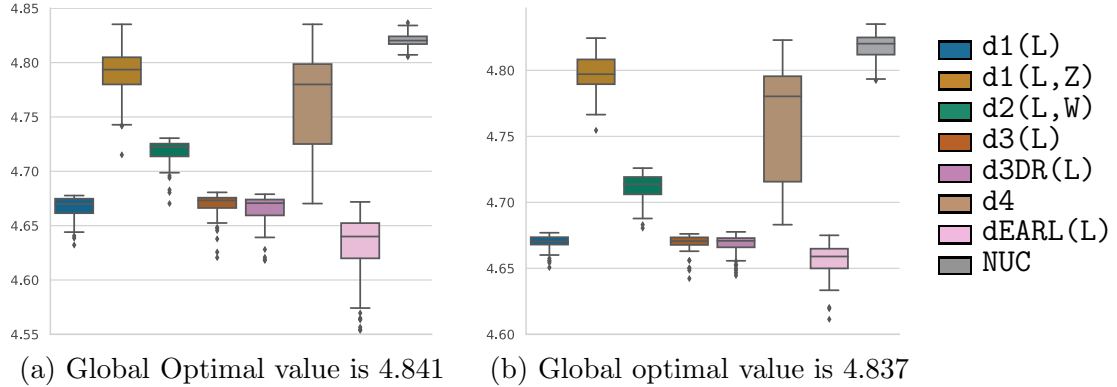 4.85
4.80
4.75
4.70
4.65
4.60
4.55
(a) Global Optimal value is 4.841
4.80
4.75
4.70
4.65
4.60
(b) Global optimal value is 4.837
d1(L)
d1(L,Z)
d2(L,W)
d3(L)
d3DR(L)
d4
dEARL(L)
NUC